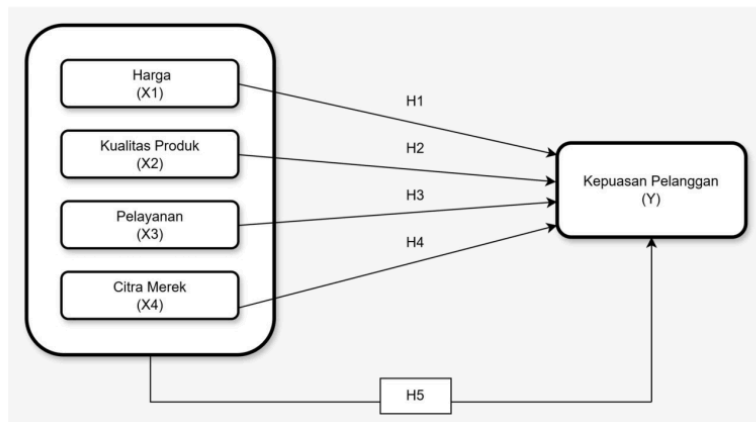 Harga
(X1)
Kualitas Produk
(X2)
Pelayanan
(X3)
Citra Merek
(X4)
H1
H2
H3
H4
Kepuasan Pelanggan
(Y)
H5